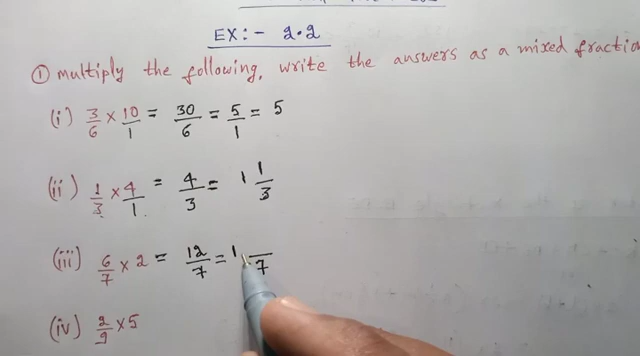 EX:- 2.2
① multiply the following, write the answers as a mixed fraction
(i) 3/6 × 10/1 = 30/6 = 5/1 = 5
(ii) 1/3 × 4/1 = 4/3 = 1 1/3
(iii) 6/7 × 2 = 12/7 = 1 /7
(iv) 2/9 × 5